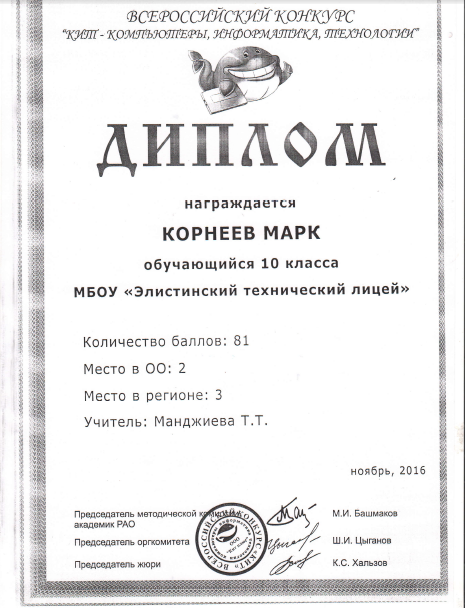 ВСЕРОССИЙСКИЙ КОНКУРС
"КИТ - КОМПЬЮТЕРЫ, ИНФОРМАТИКА, ТЕХНОЛОГИИ"
ДИПЛОМ
награждается
КОРНЕЕВ МАРК
обучающийся 10 класса
МБОУ «Элистинский технический лицей»
Количество баллов: 81
Место в ОО: 2
Место в регионе: 3
Учитель: Манджиева Т.Т.
ноябрь, 2016
Председатель методической комиссии, М.И. Башмаков
академик РАО
Председатель оргкомитета Ш.И. Цыганов
Председатель жюри К.С. Хальзов
ВСЕРОССИЙСКИЙ КОНКУРС «КИТ»